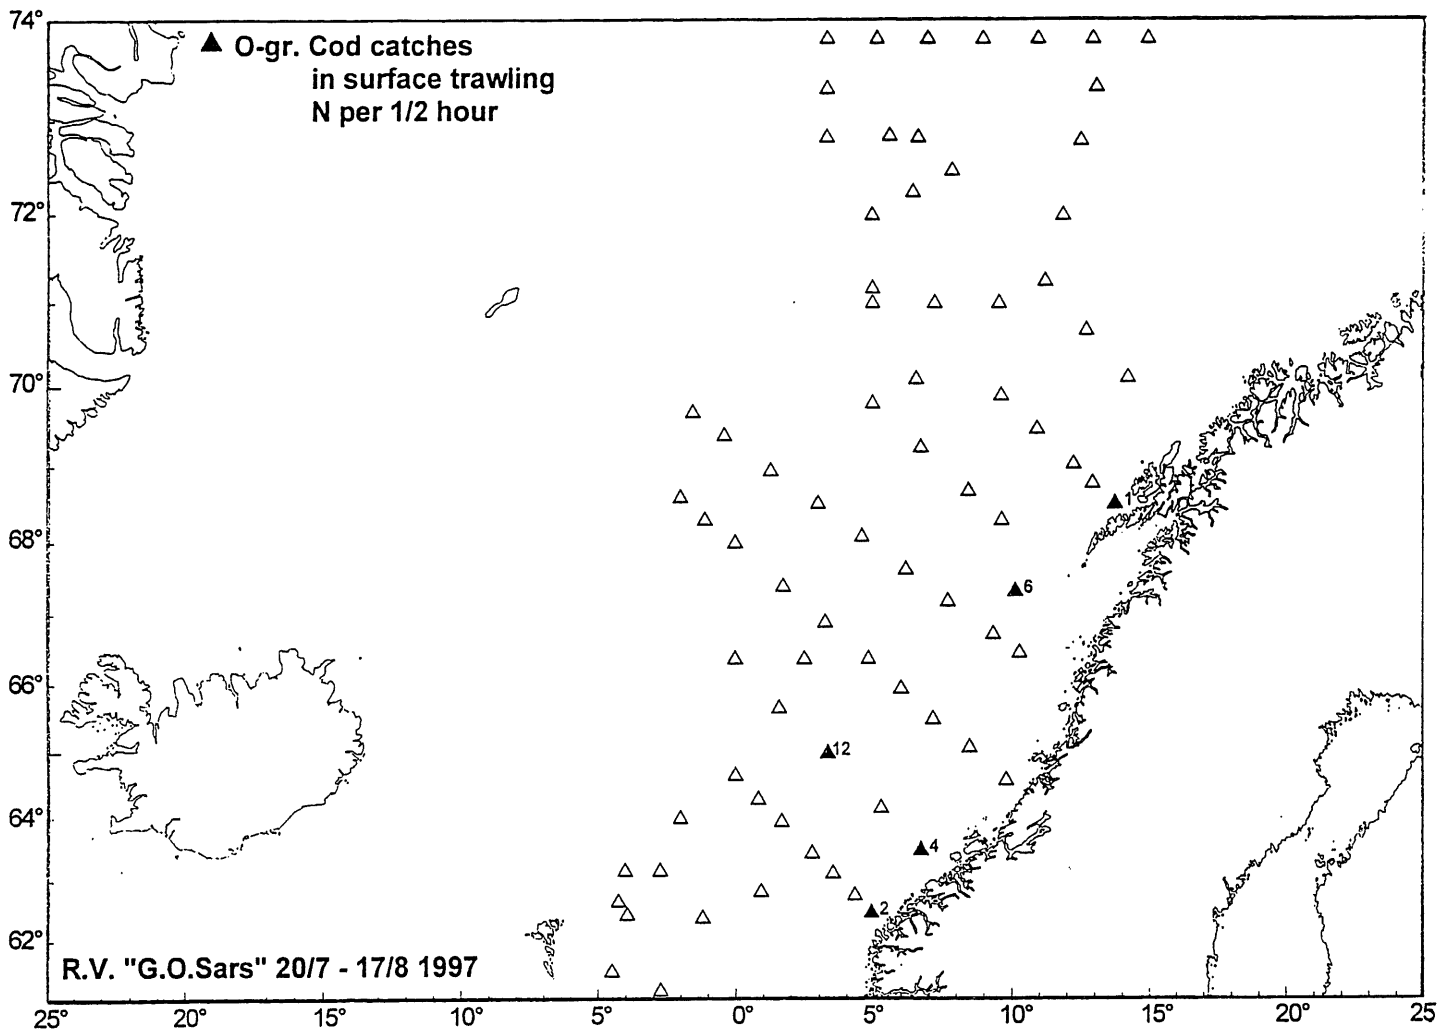 74°
▲ O-gr. Cod catches
in surface trawling
N per 1/2 hour
72°
70°
1
68°
6
66°
12
64°
4
2
62°
R.V. "G.O.Sars" 20/7 - 17/8 1997
25° 20° 15° 10° 5° 0° 5° 10° 15° 20° 25